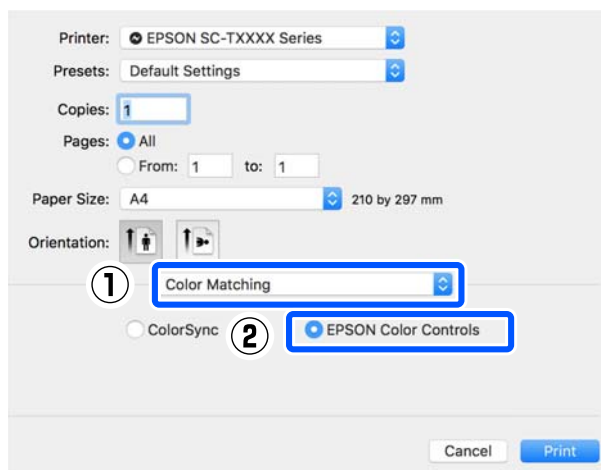 Printer: EPSON SC-TXXXX Series
Presets: Default Settings
Copies: 1
Pages: All
From: 1 to: 1
Paper Size: A4 210 by 297 mm
Orientation:
① Color Matching
ColorSync ② EPSON Color Controls
Cancel Print